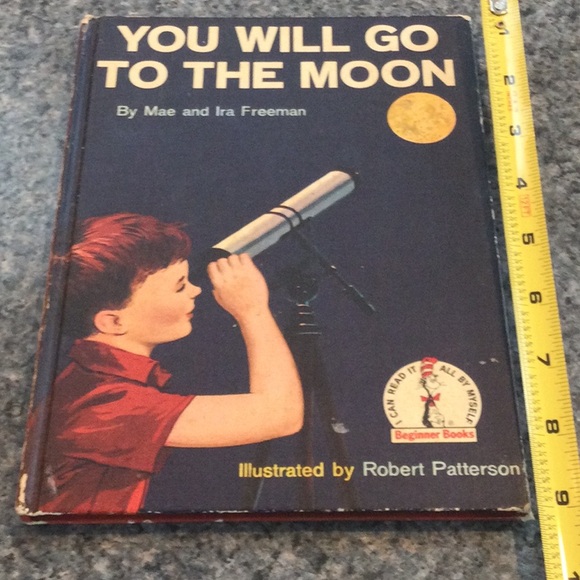 YOU WILL GO
TO THE MOON
By Mae and Ira Freeman
I CAN READ IT ALL BY MYSELF
Beginner Books
Illustrated by Robert Patterson
1
2
3
4
5
6
7
8
9